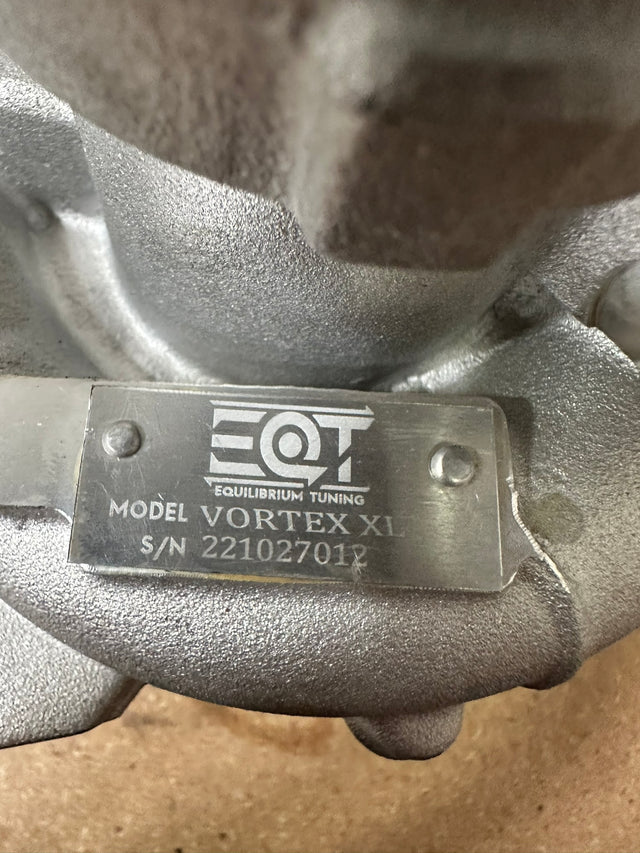 EQT
EQUILIBRIUM TUNING
MODEL VORTEX XL
S/N 221027012